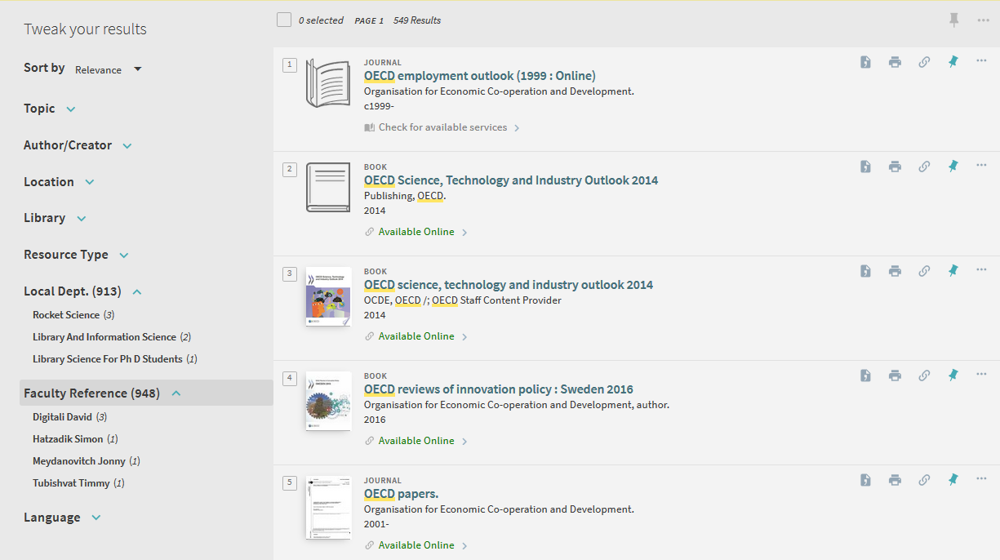 Tweak your results
Sort by Relevance
Topic
Author/Creator
Location
Library
Resource Type
Local Dept. (913)
Rocket Science (3)
Library And Information Science (2)
Library Science For Ph D Students (1)
Faculty Reference (948)
Digitali David (3)
Hatzadik Simon (1)
Meydanovitch Jonny (1)
Tubishvat Timmy (1)
Language
0 selected PAGE 1 549 Results
1
JOURNAL
OECD employment outlook (1999 : Online)
Organisation for Economic Co-operation and Development.
c1999-
Check for available services
2
BOOK
OECD Science, Technology and Industry Outlook 2014
Publishing, OECD.
2014
Available Online
3
BOOK
OECD science, technology and industry outlook 2014
OCDE, OECD /; OECD Staff Content Provider
2014
Available Online
4
BOOK
OECD reviews of innovation policy : Sweden 2016
Organisation for Economic Co-operation and Development, author.
2016
Available Online
5
JOURNAL
OECD papers.
Organisation for Economic Co-operation and Development.
2001-
Available Online